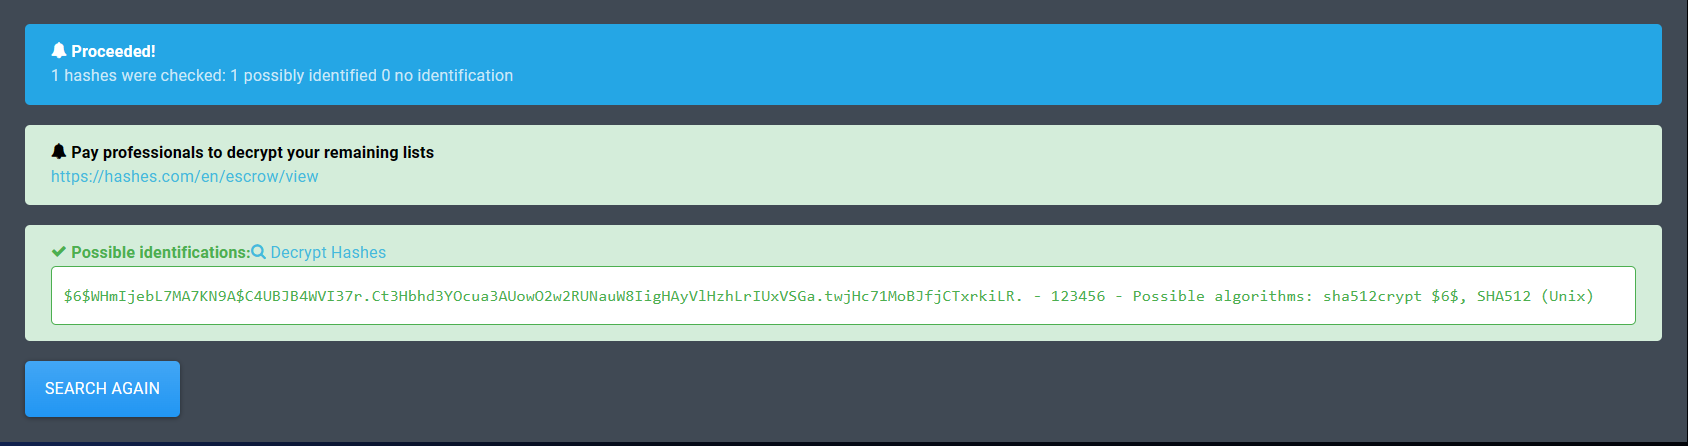 Proceeded!
1 hashes were checked: 1 possibly identified 0 no identification
Pay professionals to decrypt your remaining lists
https://hashes.com/en/escrow/view
Possible identifications: Decrypt Hashes
$6$WHmIjebL7MA7KN9A$C4UBJB4WVI37r.Ct3Hbhd3YOcua3AUowO2w2RUNauW8IigHAyVlHzhLrIUxVSGa.twjHc71MoBJfjCTxrkiLR. - 123456 - Possible algorithms: sha512crypt $6$, SHA512 (Unix)
SEARCH AGAIN